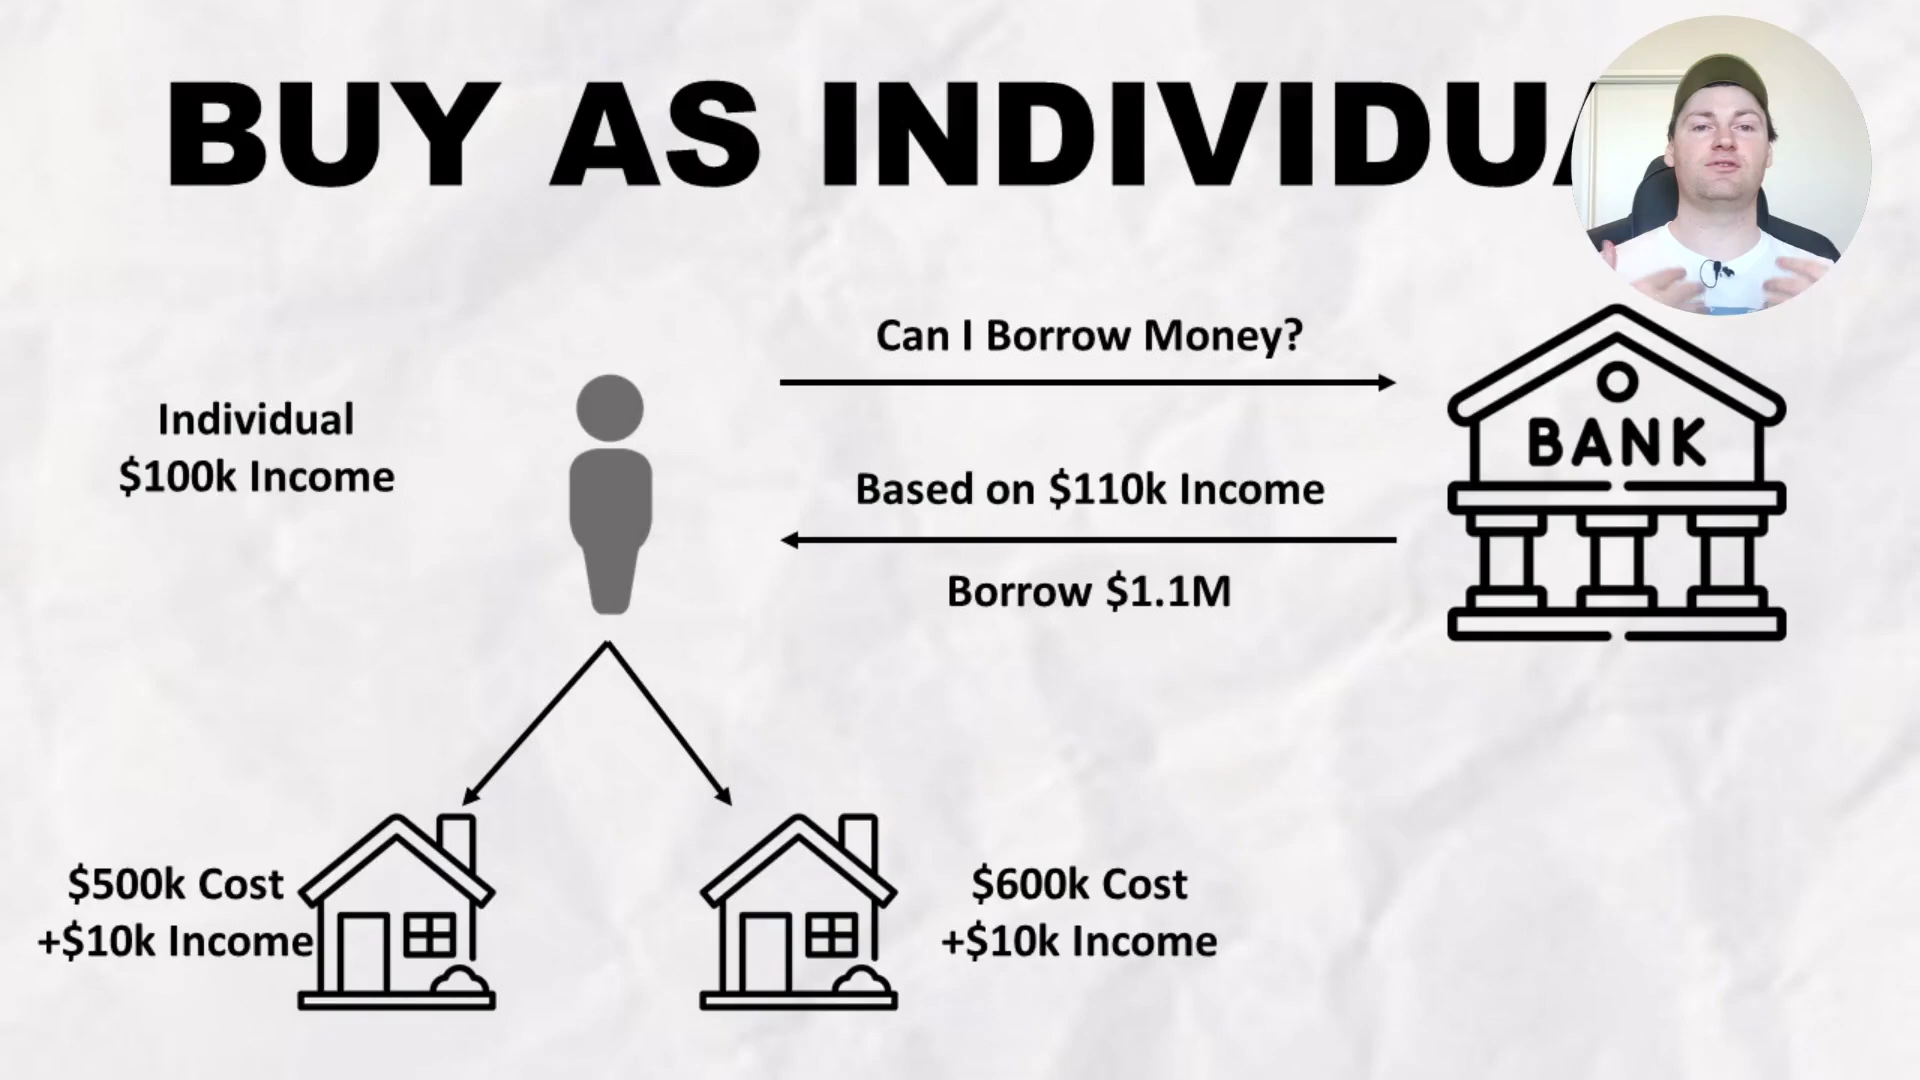 BUY AS INDIVIDUA
Can I Borrow Money?
Individual
$100k Income
BANK
Based on $110k Income
Borrow $1.1M
$500k Cost
+$10k Income
$600k Cost
+$10k Income